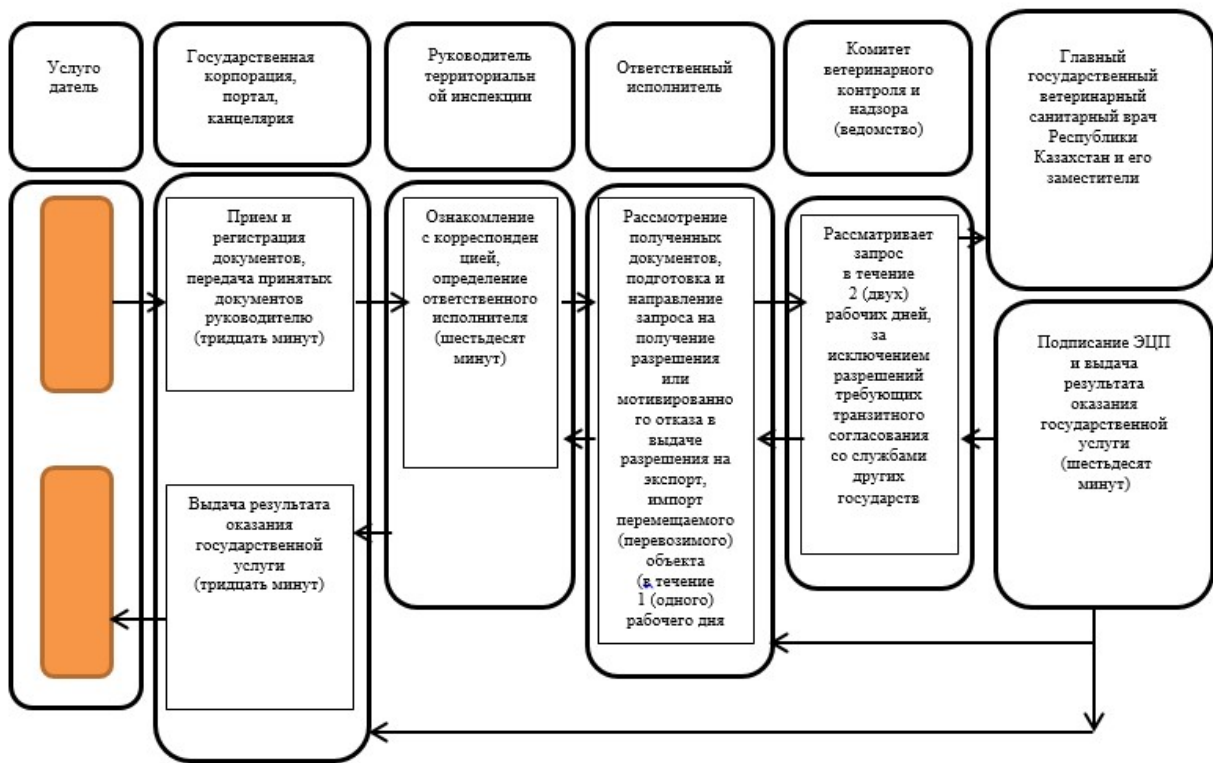 Услуго
датель
Государственная
корпорация,
портал,
канцелярия
Руководитель
территориальн
ой инспекции
Ответственный
исполнитель
Комитет
ветеринарного
контроля и
надзора
(ведомство)
Главный
государственный
ветеринарный
санитарный врач
Республики
Казахстан и его
заместители
Прием и
регистрация
документов,
передача принятых
документов
руководителю
(тридцать минут)
Ознакомление
с корреспонден
цией,
определение
ответственного
исполнителя
(шестьдесят
минут)
Рассмотрение
полученных
документов,
подготовка и
направление
запроса на
получение
разрешения
или
мотивированно
го отказа в
выдаче
разрешения на
экспорт,
импорт
перемещаемого
(перевозимого)
объекта
(в течение
1 (одного)
рабочего дня
Рассматривает
запрос
в течение
2 (двух)
рабочих дней,
за
исключением
разрешений
требующих
транзитного
согласования
со службами
других
государств
Подписание ЭЦП
и выдача
результата
оказания
государственной
услуги
(шестьдесят
минут)
Выдача результата
оказания
государственной
услуги
(тридцать минут)